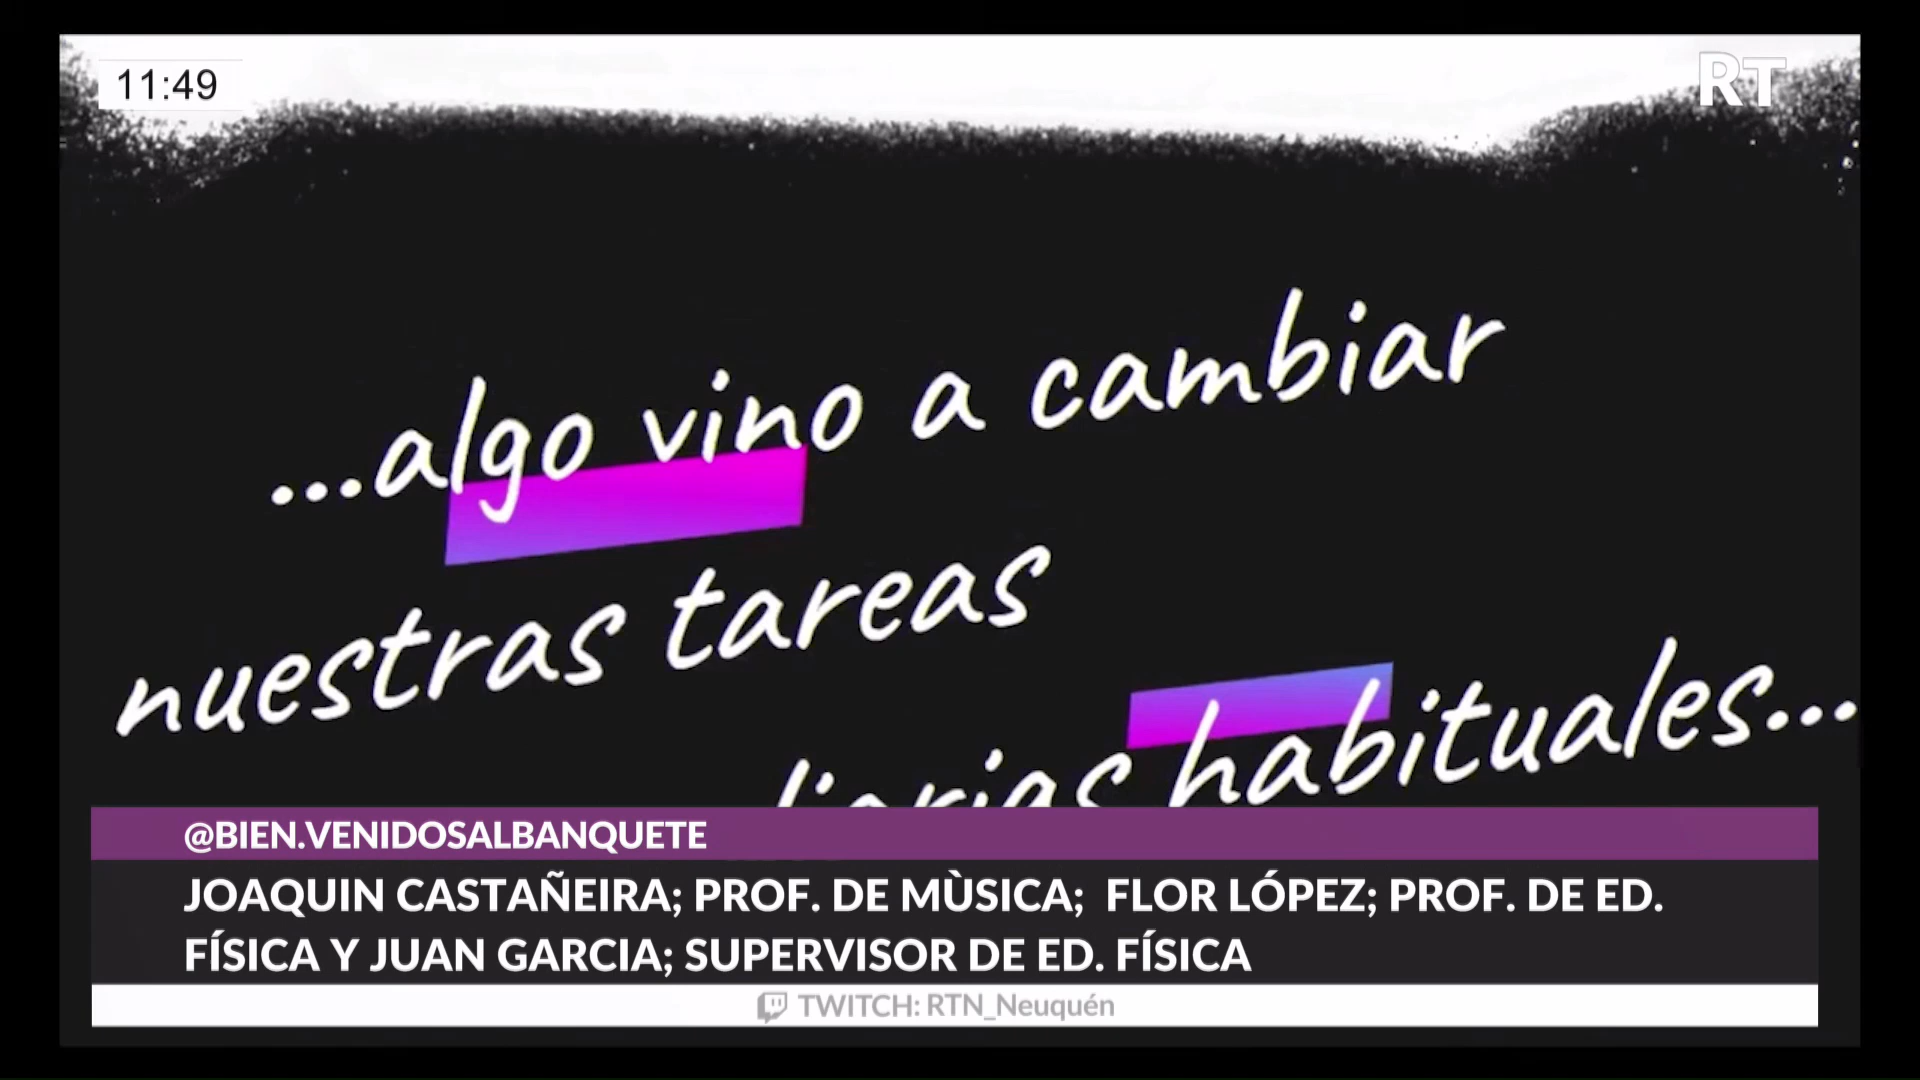 11:49
RT
...algo vino a cambiar
nuestras tareas
habituales...
@BIEN.VENIDOSALBANQUETE
JOAQUIN CASTAÑEIRA; PROF. DE MÙSICA; FLOR LÓPEZ; PROF. DE ED.
FÍSICA Y JUAN GARCIA; SUPERVISOR DE ED. FÍSICA
TWITCH: RTN_Neuquén